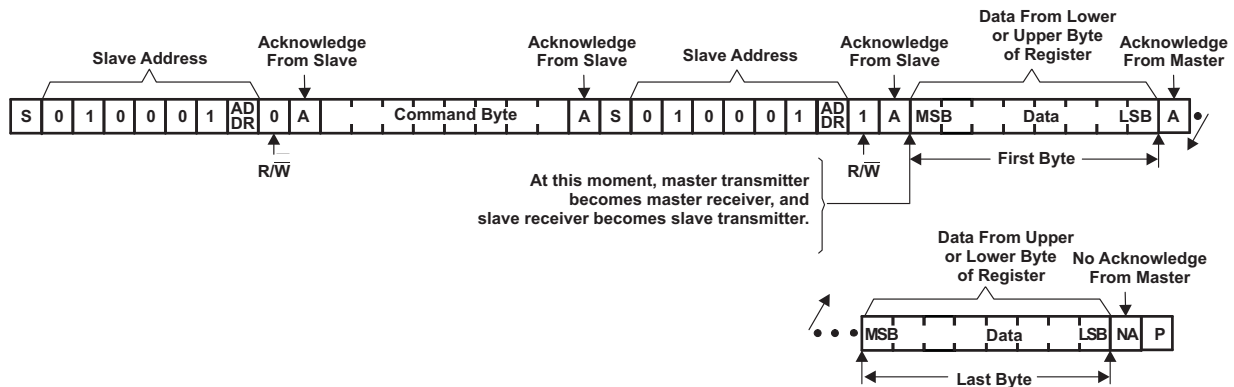 Slave Address
Acknowledge
From Slave
Acknowledge
From Slave
Slave Address
Acknowledge
From Slave
Data From Lower
or Upper Byte
of Register
Acknowledge
From Master
S 0 1 0 0 0 1 AD DR 0 A Command Byte A S 0 1 0 0 0 1 AD DR 1 A MSB Data LSB A
R/W̅
R/W̅
First Byte
At this moment, master transmitter
becomes master receiver, and
slave receiver becomes slave transmitter.
Data From Upper
or Lower Byte
of Register
No Acknowledge
From Master
MSB Data LSB NA P
Last Byte